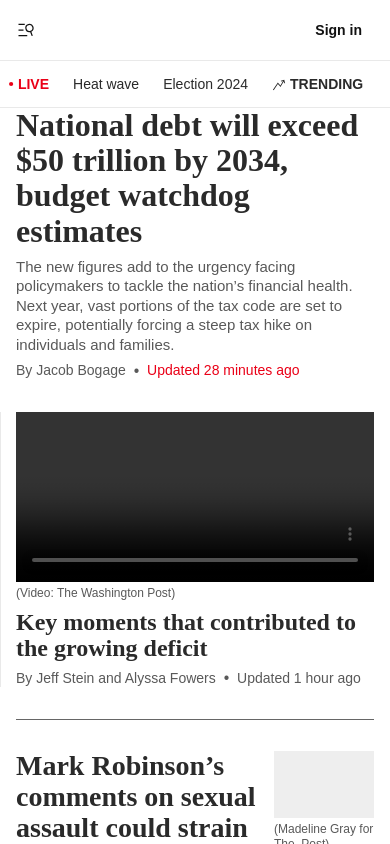 Sign in
• LIVE Heat wave Election 2024 TRENDING
National debt will exceed
$50 trillion by 2034,
budget watchdog
estimates
The new figures add to the urgency facing
policymakers to tackle the nation’s financial health.
Next year, vast portions of the tax code are set to
expire, potentially forcing a steep tax hike on
individuals and families.
By Jacob Bogage • Updated 28 minutes ago
(Video: The Washington Post)
Key moments that contributed to
the growing deficit
By Jeff Stein and Alyssa Fowers • Updated 1 hour ago
Mark Robinson’s
comments on sexual
assault could strain
(Madeline Gray for
The Post)